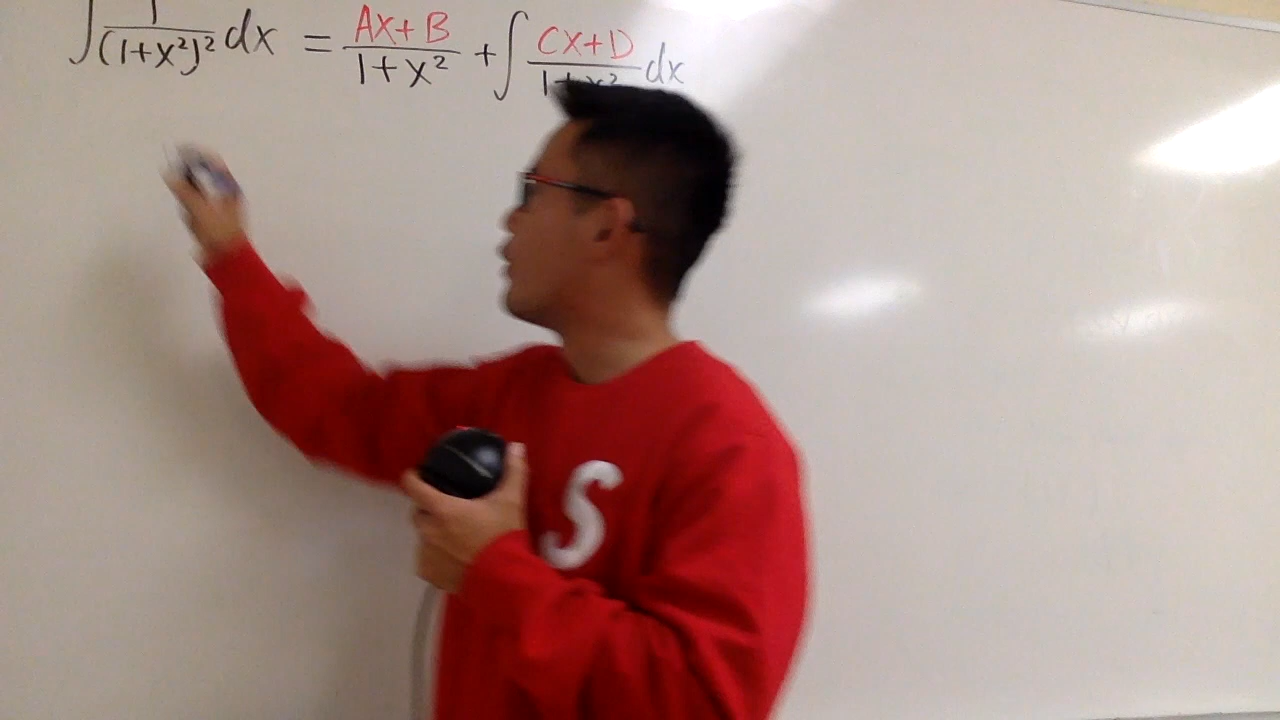 ∫ 1/(1+x²)² dx = (Ax+B)/(1+x²) + ∫ (Cx+D)/(1+x²) dx
S